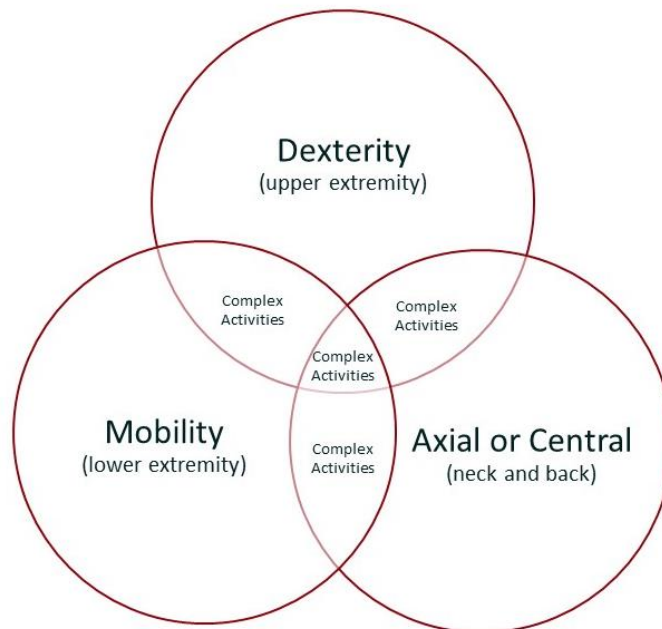 Dexterity
(upper extremity)
Complex
Activities
Complex
Activities
Complex
Activities
Mobility
(lower extremity)
Complex
Activities
Axial or Central
(neck and back)